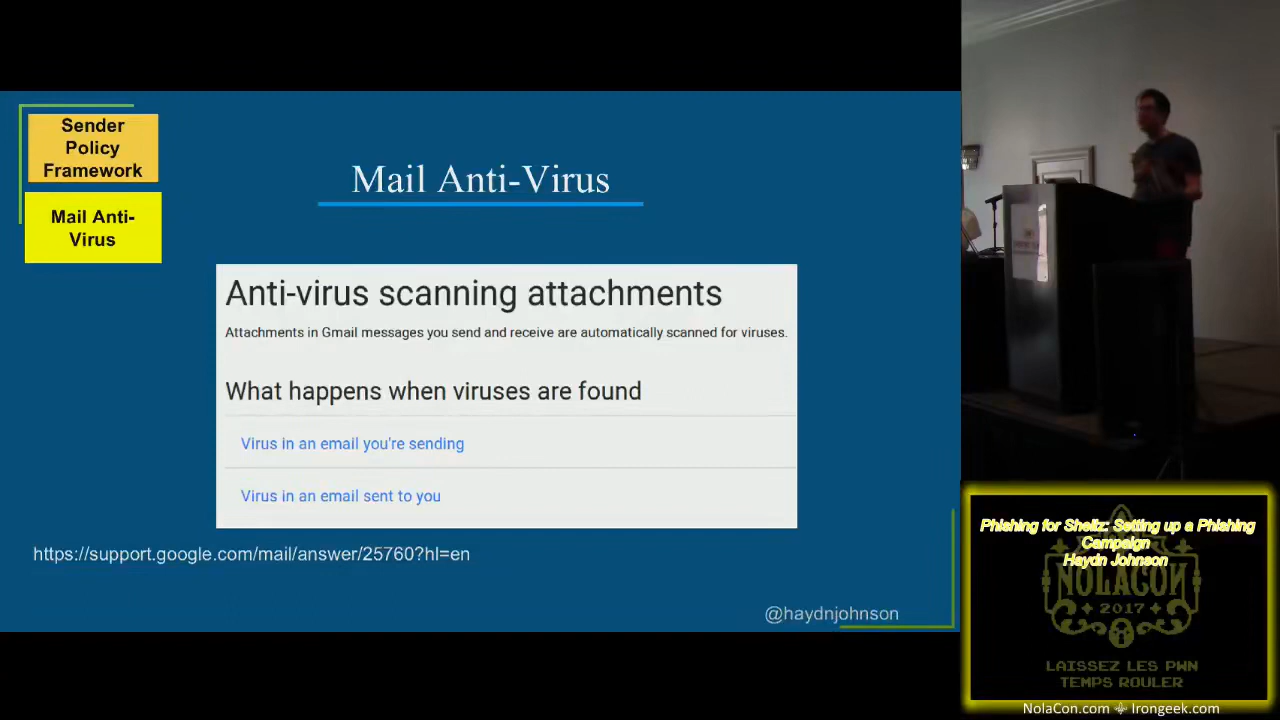 Sender
Policy
Framework
Mail Anti-
Virus
Mail Anti-Virus
Anti-virus scanning attachments
Attachments in Gmail messages you send and receive are automatically scanned for viruses.
What happens when viruses are found
Virus in an email you're sending
Virus in an email sent to you
https://support.google.com/mail/answer/25760?hl=en
@haydnjohnson
Phishing for Shellz: Setting up a Phishing
Campaign
Haydn Johnson
NOLACON
2017
LAISSEZ LES PWN
TEMPS ROULER
NolaCon.com Irongeek.com